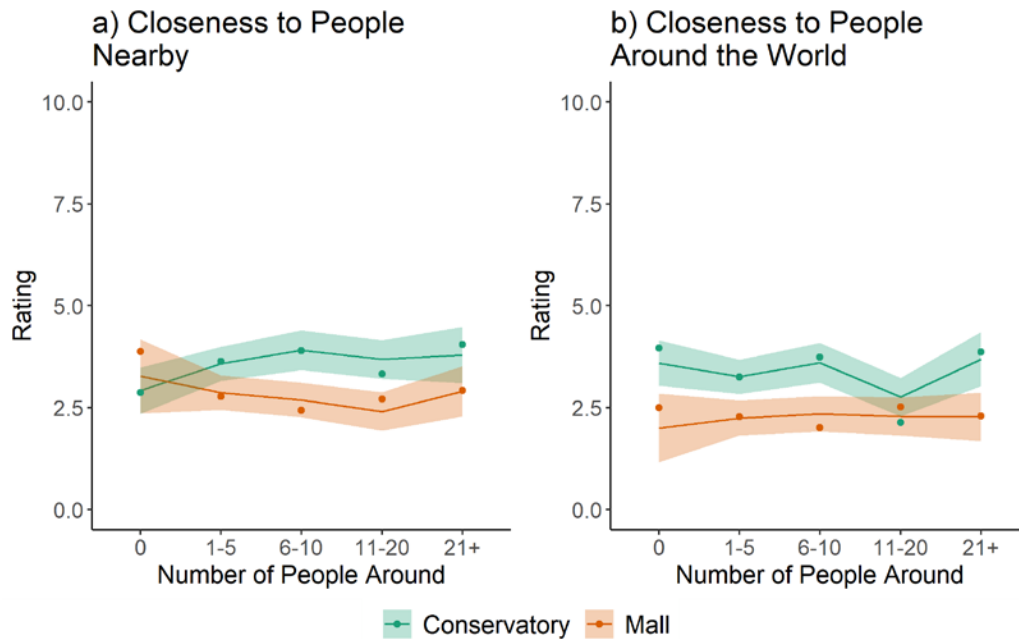 a) Closeness to People
Nearby
10.0
7.5
5.0
2.5
0.0
Rating
0 1-5 6-10 11-20 21+
Number of People Around
b) Closeness to People
Around the World
10.0
7.5
5.0
2.5
0.0
Rating
0 1-5 6-10 11-20 21+
Number of People Around
Conservatory Mall